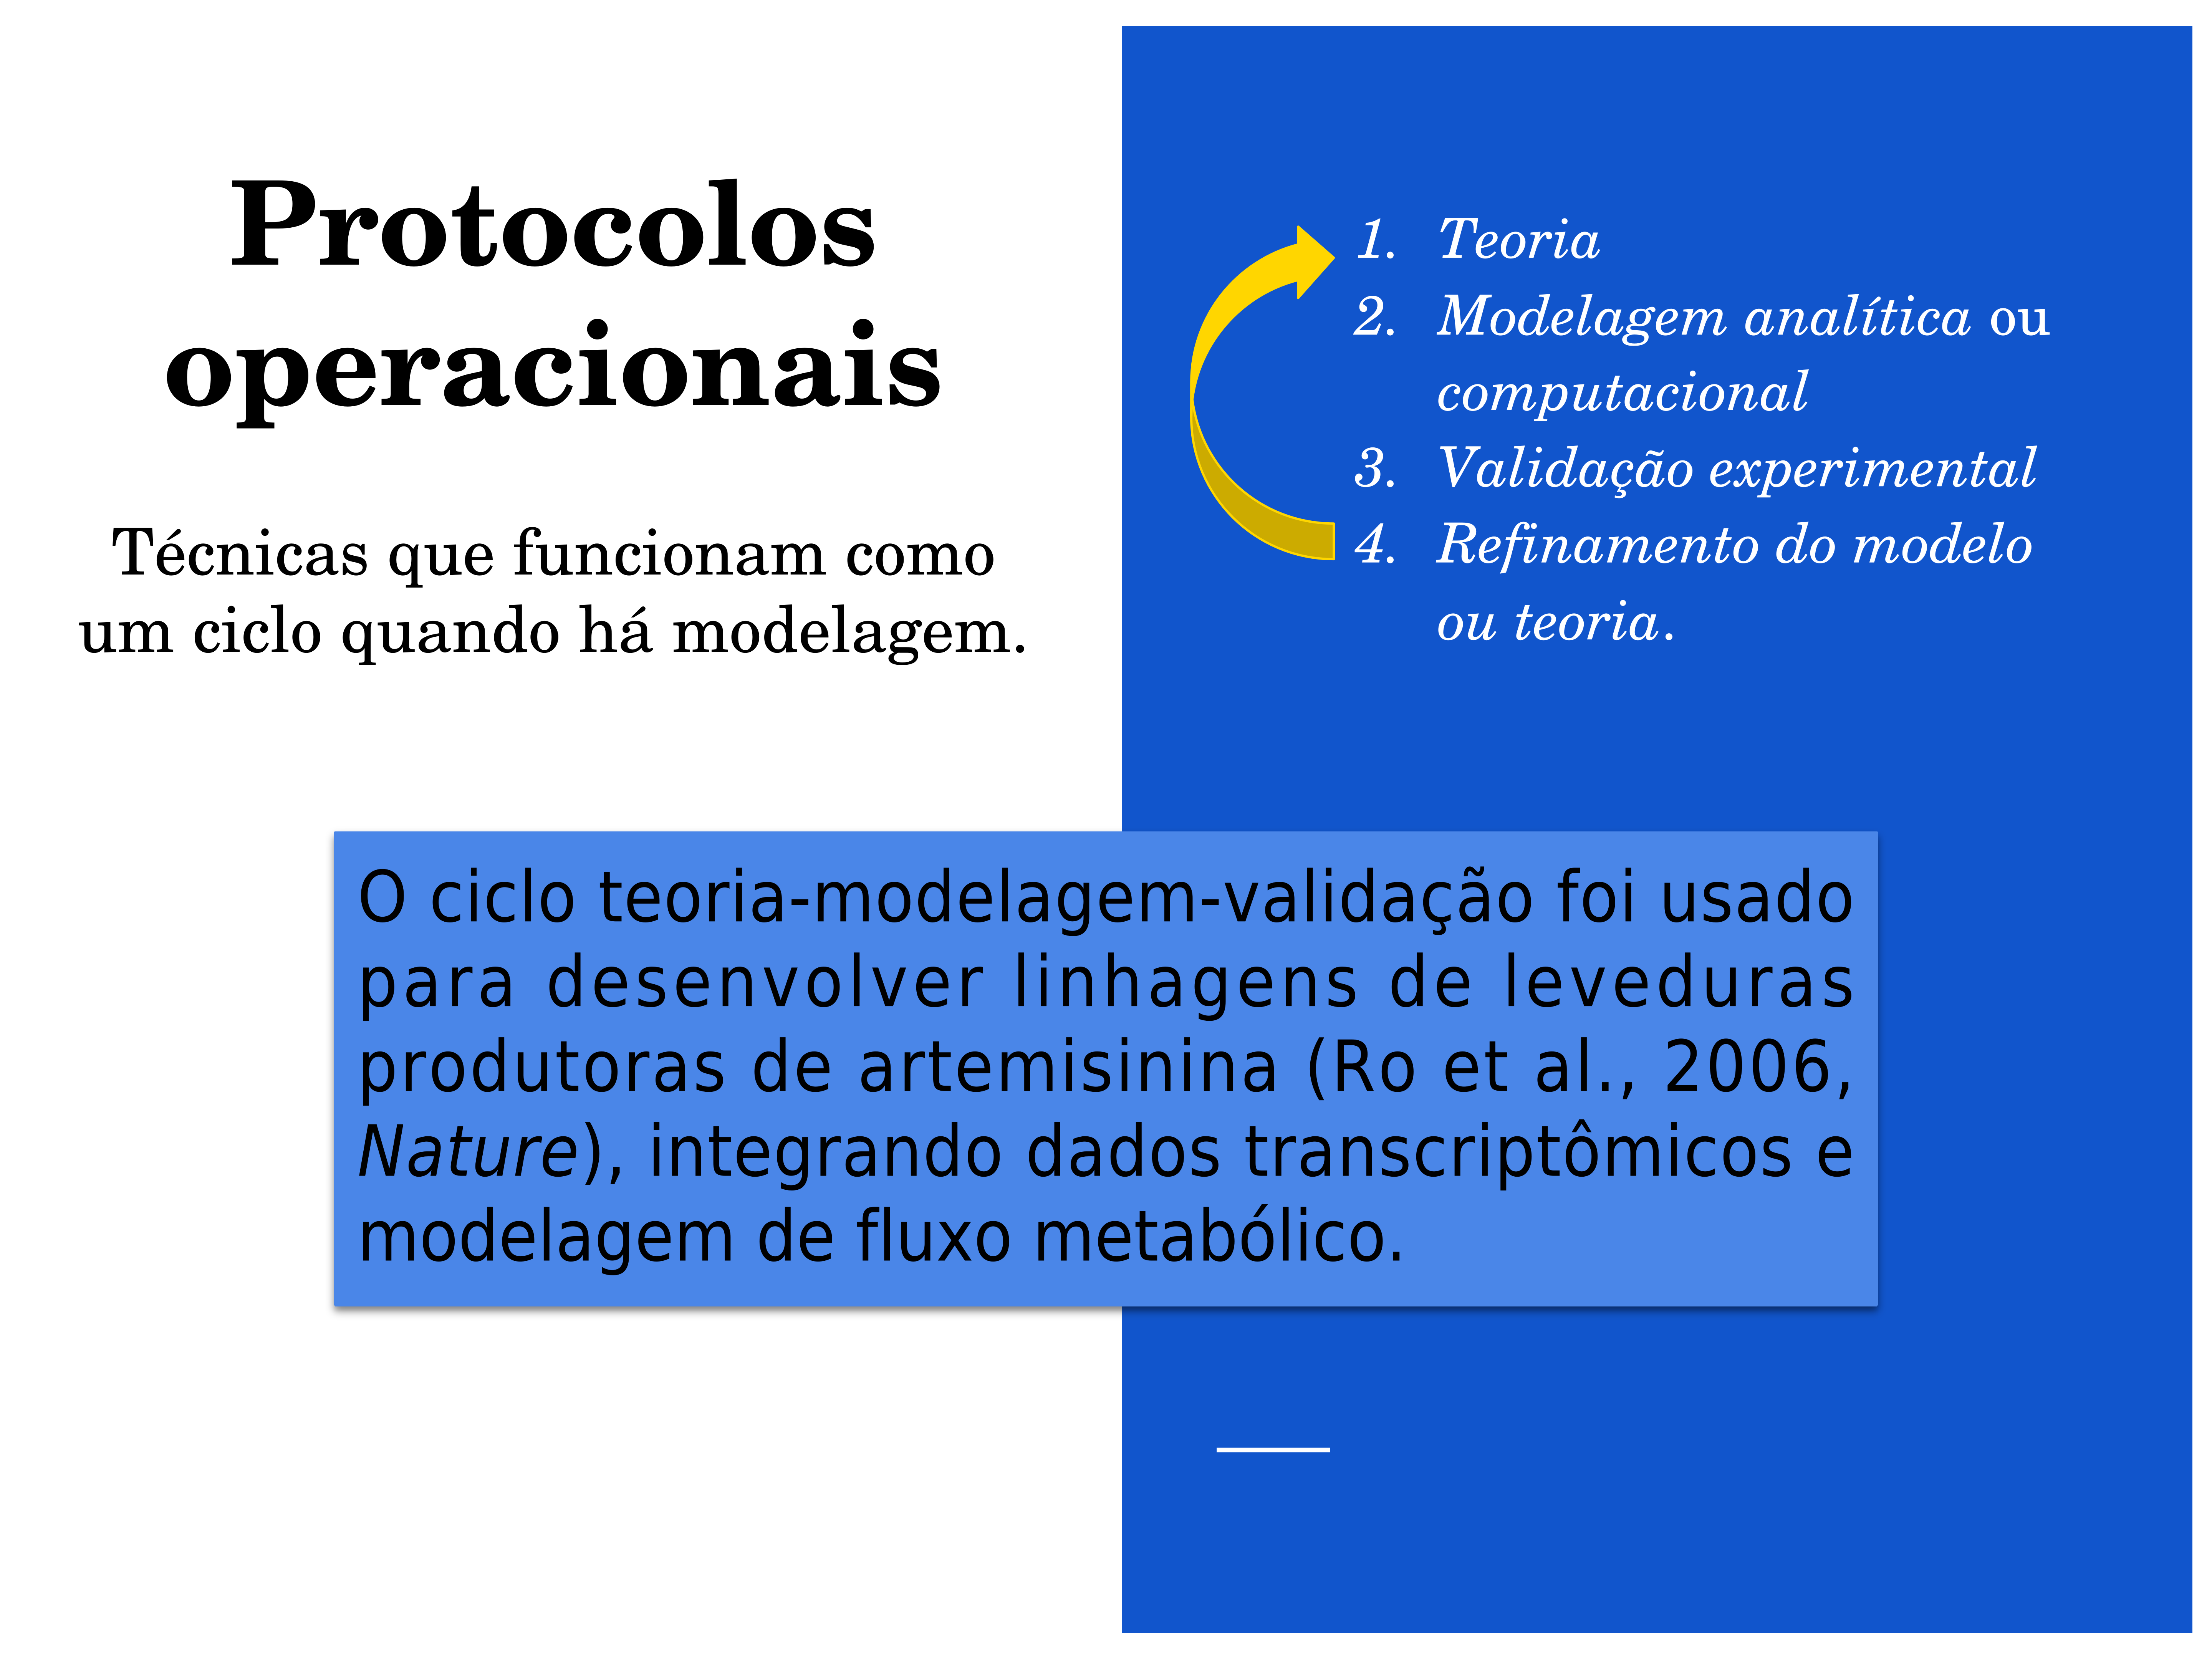 Protocolos
operacionais
Técnicas que funcionam como
um ciclo quando há modelagem.
1. Teoria
2. Modelagem analítica ou
computacional
3. Validação experimental
4. Refinamento do modelo
ou teoria.
O ciclo teoria-modelagem-validação foi usado
para desenvolver linhagens de leveduras
produtoras de artemisinina (Ro et al., 2006,
Nature), integrando dados transcriptômicos e
modelagem de fluxo metabólico.